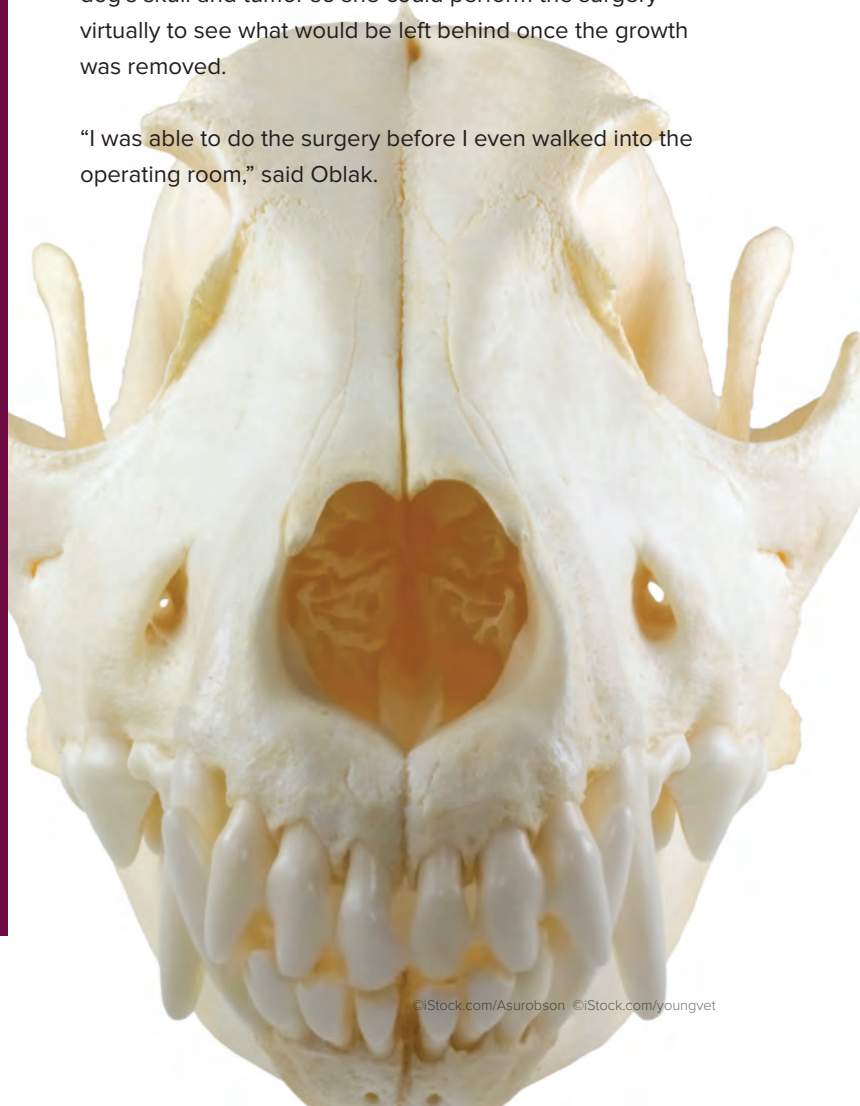 dog's skull and tumor so she could perform the surgery
virtually to see what would be left behind once the growth
was removed.
“I was able to do the surgery before I even walked into the
operating room,” said Oblak.
©iStock.com/Asurobson ©iStock.com/youngvet